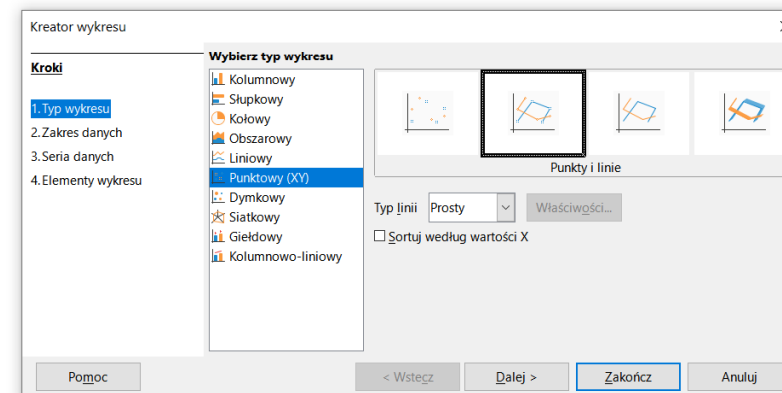 Kreator wykresu
Kroki
1.Typ wykresu
2.Zakres danych
3.Seria danych
4.Elementy wykresu
Wybierz typ wykresu
Kolumnowy
Słupkowy
Kołowy
Obszarowy
Liniowy
Punktowy (XY)
Dymkowy
Siatkowy
Giełdowy
Kolumnowo-liniowy
Punkty i linie
Typ linii Prosty Właściwości...
Sortuj według wartości X
Pomoc < Wstecz Dalej > Zakończ Anuluj